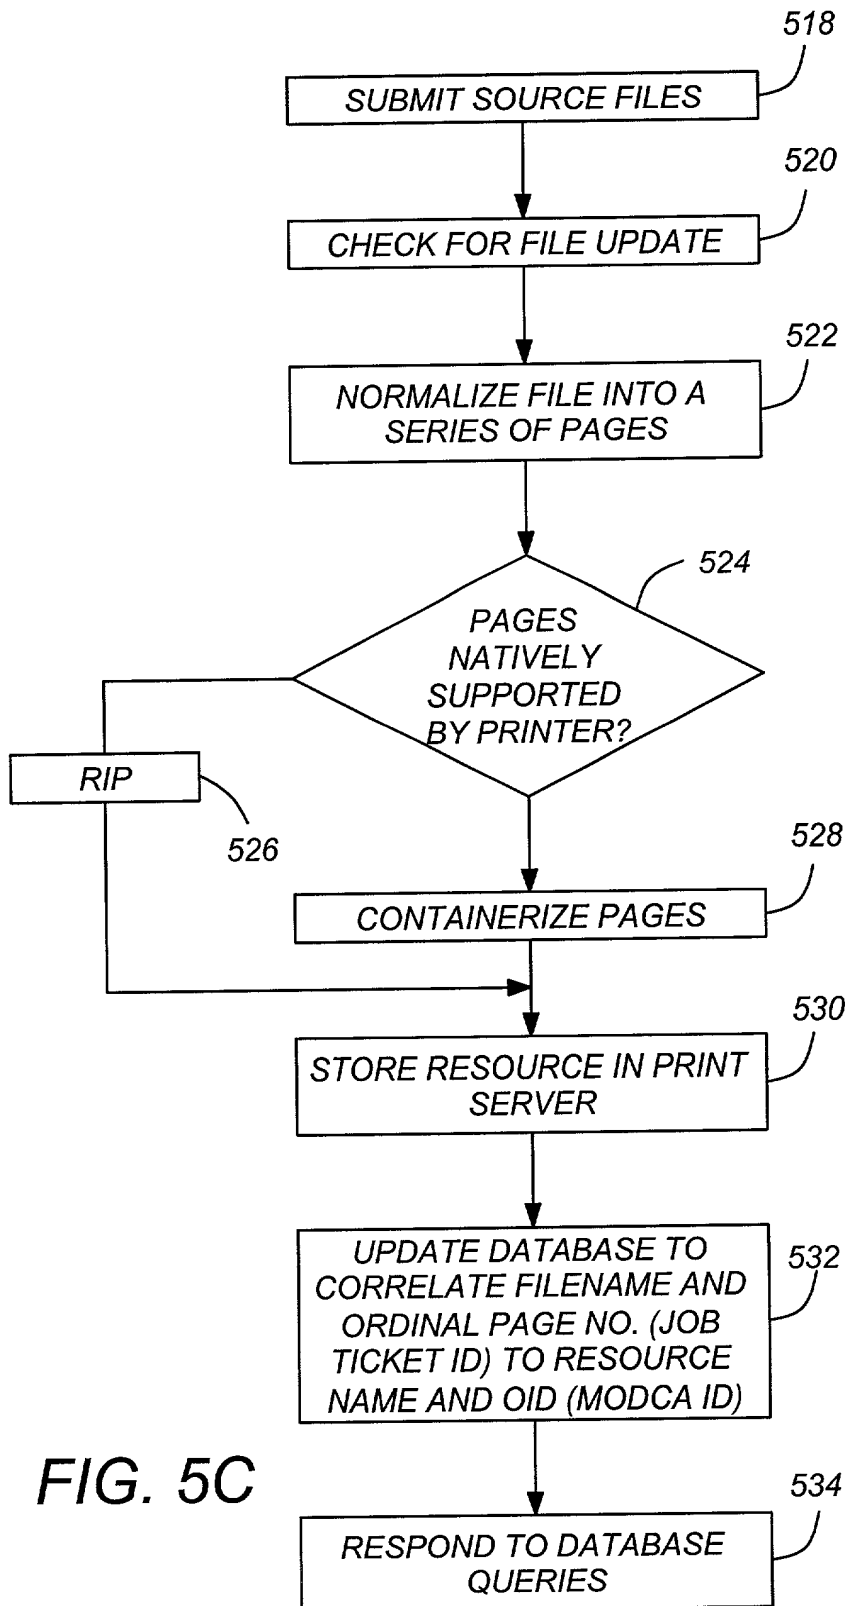 518
SUBMIT SOURCE FILES
520
CHECK FOR FILE UPDATE
522
NORMALIZE FILE INTO A
SERIES OF PAGES
524
PAGES
NATIVELY
SUPPORTED
BY PRINTER?
RIP
526
528
CONTAINERIZE PAGES
530
STORE RESOURCE IN PRINT
SERVER
532
UPDATE DATABASE TO
CORRELATE FILENAME AND
ORDINAL PAGE NO. (JOB
TICKET ID) TO RESOURCE
NAME AND OID (MODCA ID)
FIG. 5C
534
RESPOND TO DATABASE
QUERIES